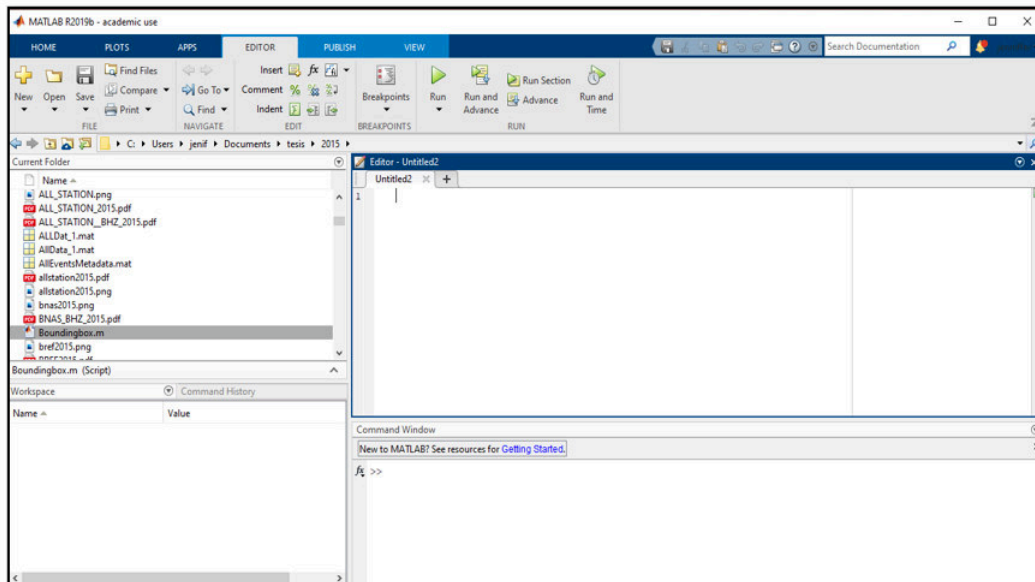 MATLAB R2019b - academic use
HOME PLOTS APPS EDITOR PUBLISH VIEW
Search Documentation
New Open Save
Find Files
Compare
Print
FILE
Go To
Find
NAVIGATE
Insert fx
Comment %
Indent
EDIT
Breakpoints
BREAKPOINTS
Run
Run and Advance
Run Section
Advance
Run and Time
RUN
C: Users jenif Documents tesis 2015
Current Folder
Name
ALL_STATION.png
ALL_STATION_2015.pdf
ALL_STATION__BHZ_2015.pdf
ALLDat_1.mat
AllData_1.mat
AllEventsMetadata.mat
allstation2015.pdf
allstation2015.png
bnas2015.png
BNAS_BHZ_2015.pdf
Boundingbox.m
bref2015.png
Boundingbox.m (Script)
Workspace Command History
Name Value
Editor - Untitled2
Untitled2 +
1
Command Window
New to MATLAB? See resources for Getting Started.
fx >>